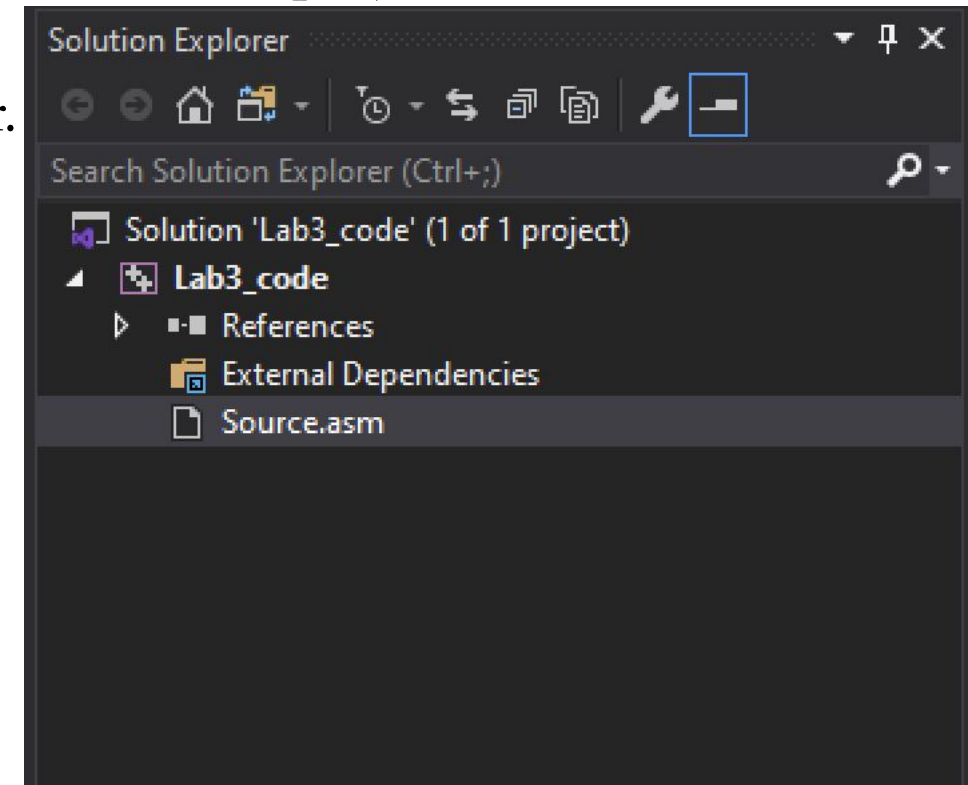 Solution Explorer
Search Solution Explorer (Ctrl+;)
Solution 'Lab3_code' (1 of 1 project)
Lab3_code
References
External Dependencies
Source.asm